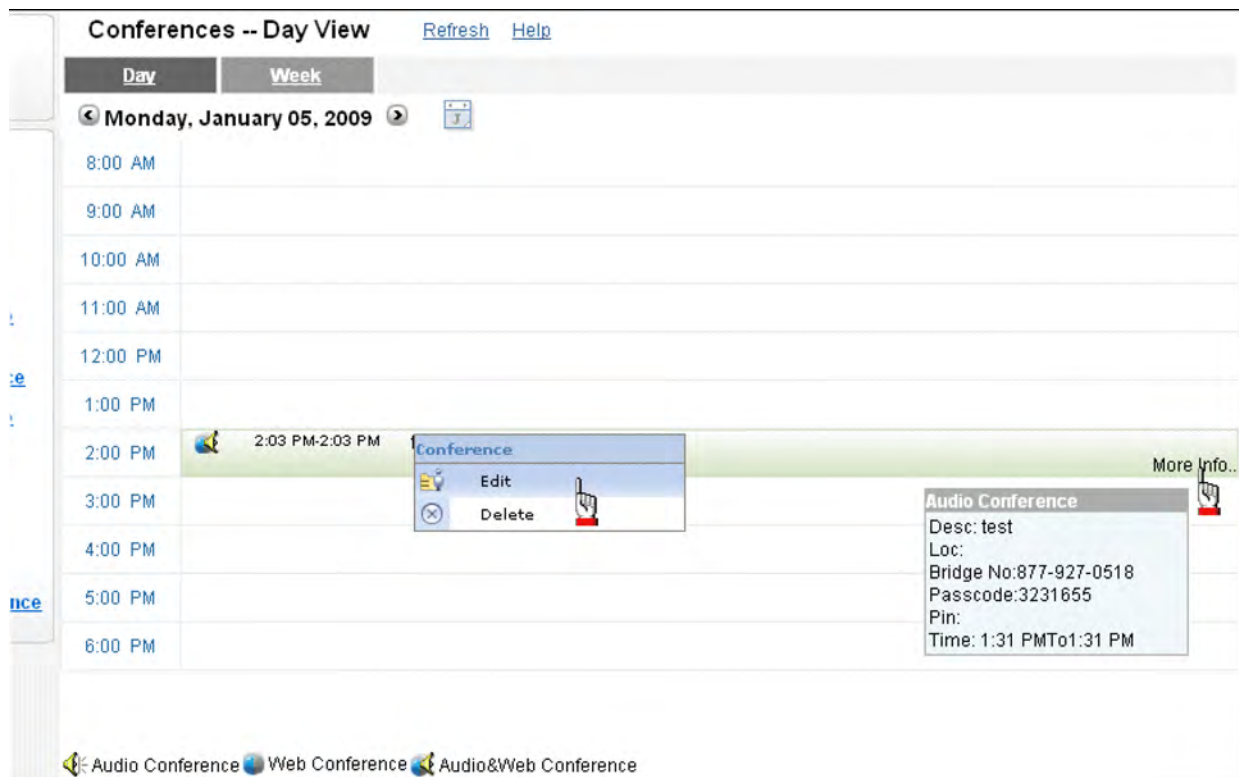 Conferences -- Day View Refresh Help
Day Week
Monday, January 05, 2009 J
8:00 AM
9:00 AM
10:00 AM
11:00 AM
12:00 PM
ce
1:00 PM
2:00 PM 2:03 PM-2:03 PM
Conference
Edit
Delete
More Info..
3:00 PM
4:00 PM
5:00 PM
6:00 PM
nce
Audio Conference
Desc: test
Loc:
Bridge No:877-927-0518
Passcode:3231655
Pin:
Time: 1:31 PMTo1:31 PM
Audio Conference Web Conference Audio&Web Conference